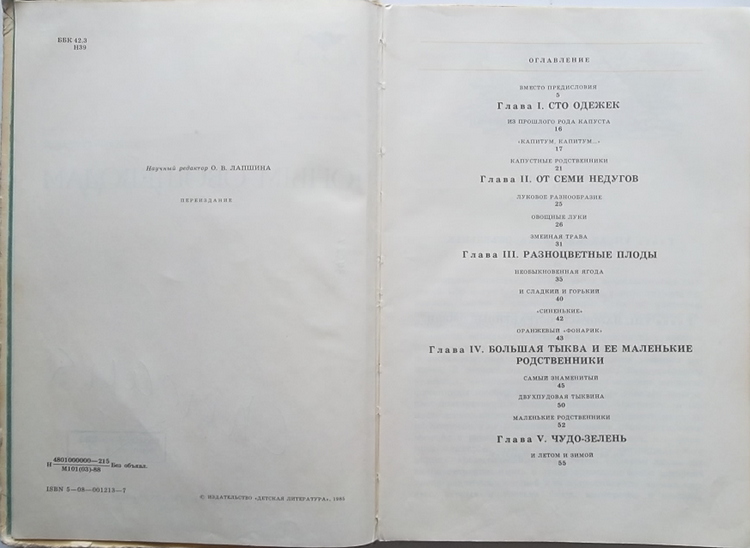 ББК 42.3
Н39
Научный редактор О. В. ЛАПШИНА
ПЕРЕИЗДАНИЕ
Н 4801000000—215 Без объявл.
М101(03)-88
ISBN 5—08—001213—7
© ИЗДАТЕЛЬСТВО «ДЕТСКАЯ ЛИТЕРАТУРА», 1985
ОГЛАВЛЕНИЕ
ВМЕСТО ПРЕДИСЛОВИЯ
5
Глава I. СТО ОДЕЖЕК
ИЗ ПРОШЛОГО РОДА КАПУСТА
16
«КАПИТУМ, КАПИТУМ...»
17
КАПУСТНЫЕ РОДСТВЕННИКИ
21
Глава II. ОТ СЕМИ НЕДУГОВ
ЛУКОВОЕ РАЗНООБРАЗИЕ
25
ОВОЩНЫЕ ЛУКИ
26
ЗМЕИНАЯ ТРАВА
31
Глава III. РАЗНОЦВЕТНЫЕ ПЛОДЫ
НЕОБЫКНОВЕННАЯ ЯГОДА
35
И СЛАДКИЙ И ГОРЬКИЙ
40
«СИНЕНЬКИЕ»
42
ОРАНЖЕВЫЙ «ФОНАРИК»
43
Глава IV. БОЛЬШАЯ ТЫКВА И ЕЕ МАЛЕНЬКИЕ
РОДСТВЕННИКИ
САМЫЙ ЗНАМЕНИТЫЙ
45
ДВУХПУДОВАЯ ТЫКВИНА
50
МАЛЕНЬКИЕ РОДСТВЕННИКИ
52
Глава V. ЧУДО-ЗЕЛЕНЬ
И ЛЕТОМ И ЗИМОЙ
55